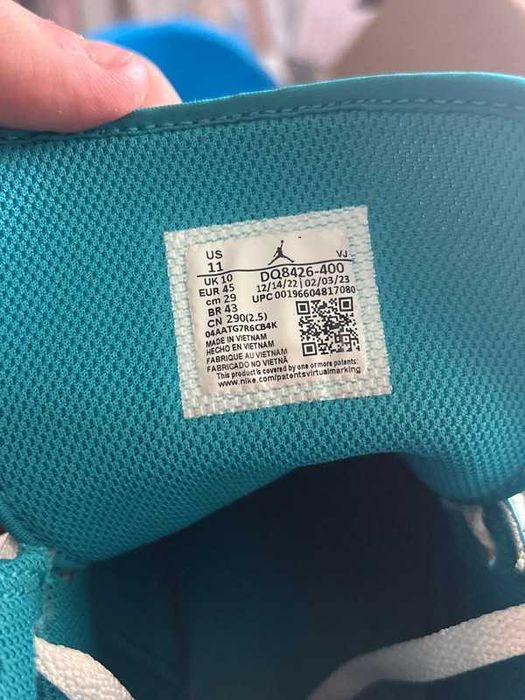 US
11
VJ
UK 10
DQ8426-400
EUR 45
12/14/22 | 02/03/23
cm 29
UPC 00196604817080
BR 43
CN 290(2.5)
04AATG7R6CB4K
MADE IN VIETNAM
HECHO EN VIETNAM
FABRIQUE AU VIETNAM
FABRICADO NO VIETNÃ
This product is covered by one or more patents:
www.nike.com/patentsvirtualmarking